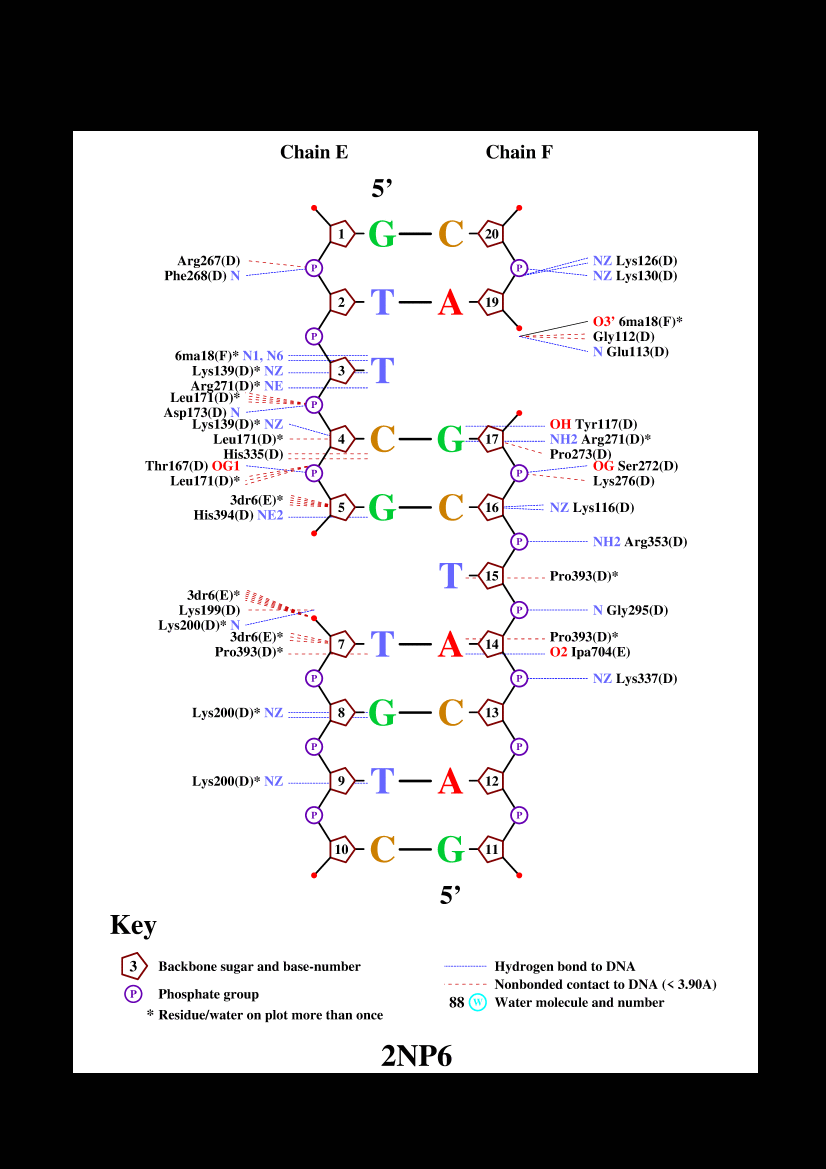 Chain E Chain F
5’
1 G C 20
Arg267(D)
Phe268(D) N
P P
NZ Lys126(D)
NZ Lys130(D)
2 T A 19
P
O3’ 6ma18(F)*
Gly112(D)
N Glu113(D)
6ma18(F)* N1, N6
Lys139(D)* NZ
Arg271(D)* NE
3 T
Leu171(D)*
Asp173(D) N
P
Lys139(D)* NZ
Leu171(D)*
His335(D)
4 C G 17
OH Tyr117(D)
NH2 Arg271(D)*
Pro273(D)
Thr167(D) OG1
Leu171(D)*
P P
OG Ser272(D)
Lys276(D)
3dr6(E)*
His394(D) NE2
5 G C 16
NZ Lys116(D)
P
NH2 Arg353(D)
T 15
Pro393(D)*
3dr6(E)*
Lys199(D)
Lys200(D)* N
P
N Gly295(D)
3dr6(E)*
Pro393(D)*
7 T A 14
Pro393(D)*
O2 Ipa704(E)
P P
NZ Lys337(D)
Lys200(D)* NZ
8 G C 13
P P
Lys200(D)* NZ
9 T A 12
P P
10 C G 11
5’
Key
3 Backbone sugar and base-number
P Phosphate group
* Residue/water on plot more than once
Hydrogen bond to DNA
Nonbonded contact to DNA (< 3.90A)
88 W Water molecule and number
2NP6